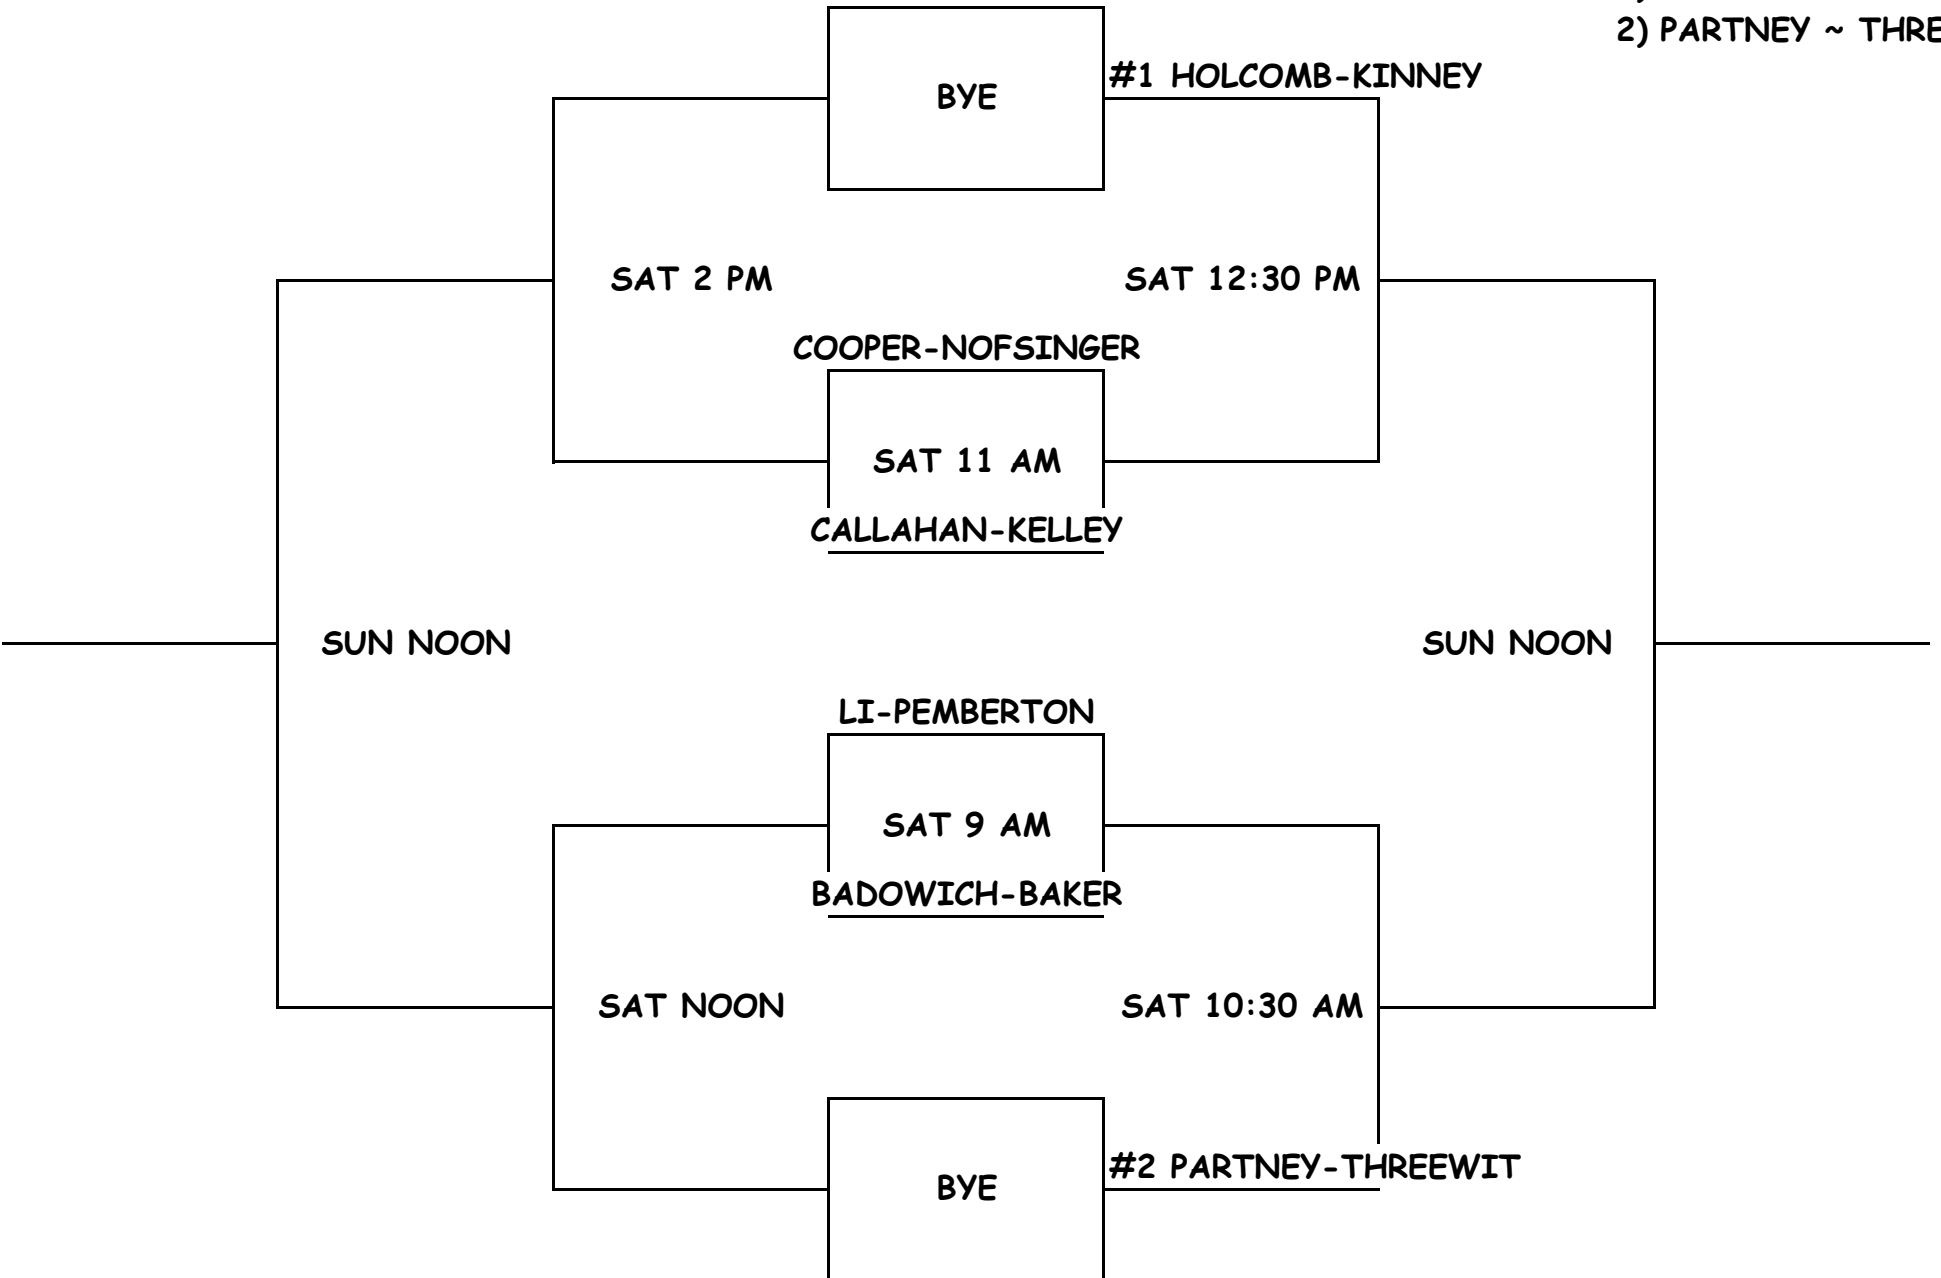 2) PARTNEY ~
#1 HOLCOMB-KINNEY
BYE
SAT 2 PM
SAT 12:30 PM
COOPER-NOFSINGER
SAT 11 AM
CALLAHAN-KELLEY
SUN NOON
SUN NOON
LI-PEMBERTON
SAT 9 AM
BADOWICH-BAKER
SAT NOON
SAT 10:30 AM
#2 PARTNEY-THREEWIT
BYE